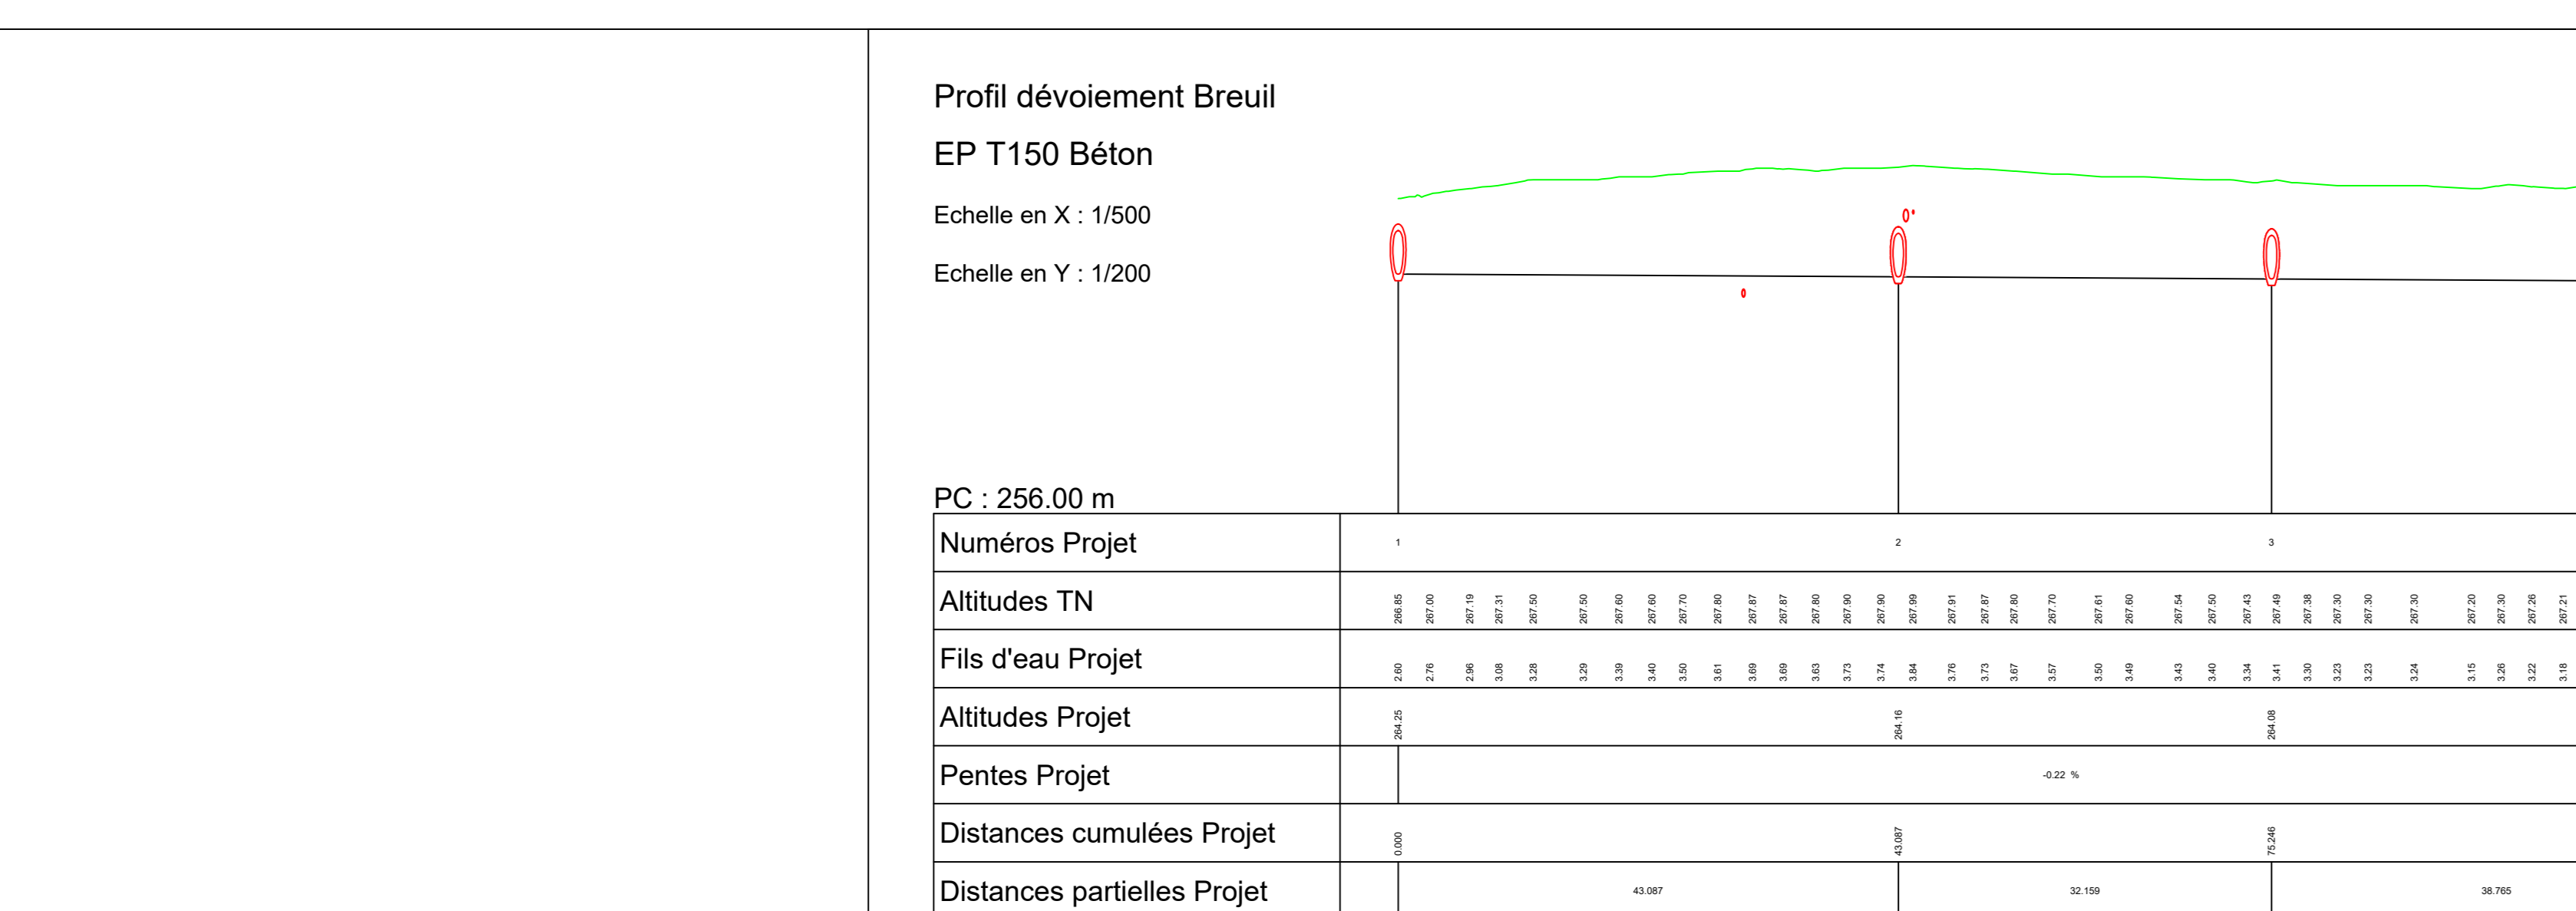 Profil dévoiement Breuil
EP T150 Béton
Echelle en X : 1/500
Echelle en Y : 1/200
PC : 256.00 m
Numéros Projet 1 2 3
Altitudes TN 266.85 267.00 267.19 267.31 267.50 267.50 267.60 267.60 267.70 267.80 267.87 267.87 267.80 267.90 267.90 267.99 267.91 267.87 267.80 267.70 267.61 267.60 267.54 267.50 267.43 267.49 267.38 267.30 267.30 267.30 267.20 267.30 267.26 267.21
Fils d'eau Projet 2.60 2.76 2.96 3.08 3.28 3.29 3.39 3.40 3.50 3.61 3.69 3.69 3.63 3.73 3.74 3.84 3.76 3.73 3.67 3.57 3.50 3.49 3.43 3.40 3.34 3.41 3.30 3.23 3.23 3.24 3.15 3.26 3.22 3.18
Altitudes Projet 264.25 264.16 264.08
Pentes Projet -0.22 %
Distances cumulées Projet 0.000 43.087 75.246
Distances partielles Projet 43.087 32.159 38.765